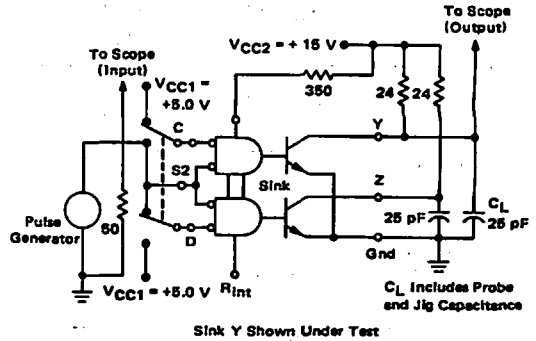 To Scope
(Output)
To Scope
(Input)
VCC2 = + 15 V
VCC1 =
+5.0 V
350
24
24
C
Y
S2
Sink
Z
Pulse
Generator
50
25 pF
CL
25 pF
D
Gnd
VCC1 = +5.0 V
Rint
CL Includes Probe
and Jig Capacitance
Sink Y Shown Under Test